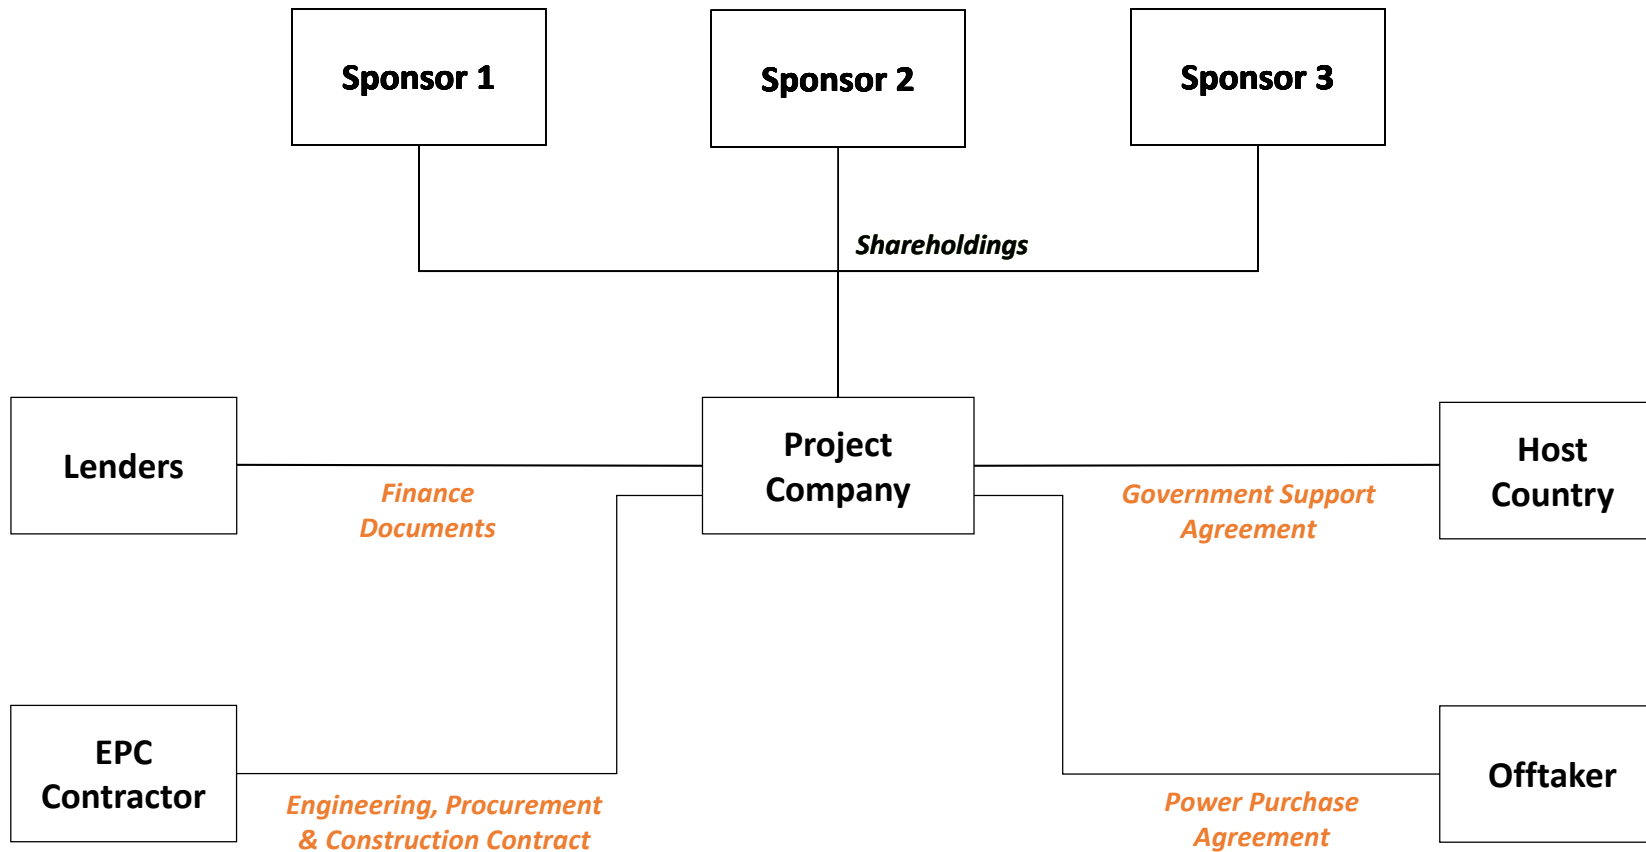 Sponsor 1
Sponsor 2
Sponsor 3
Shareholdings
Lenders
Project
Company
Host
Country
Finance
Documents
Government Support
Agreement
EPC
Contractor
Offtaker
Engineering, Procurement
& Construction Contract
Power Purchase
Agreement